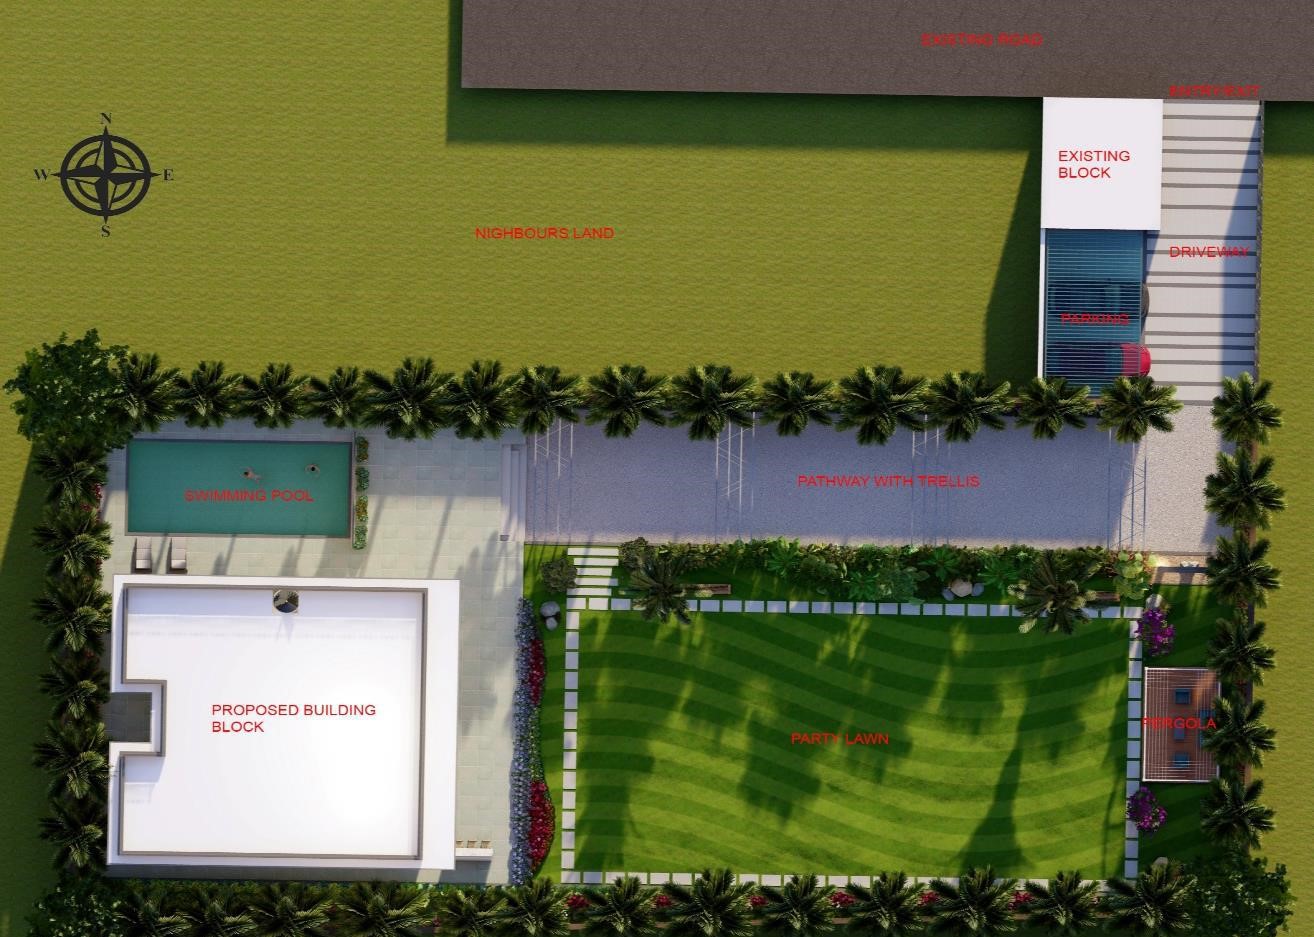 EXISTING ROAD
ENTRY/EXIT
N
W E
S
EXISTING
BLOCK
NIGHBOURS LAND
DRIVEWAY
PARKING
PATHWAY WITH TRELLIS
SWIMMING POOL
PROPOSED BUILDING
BLOCK
PERGOLA
PARTY LAWN